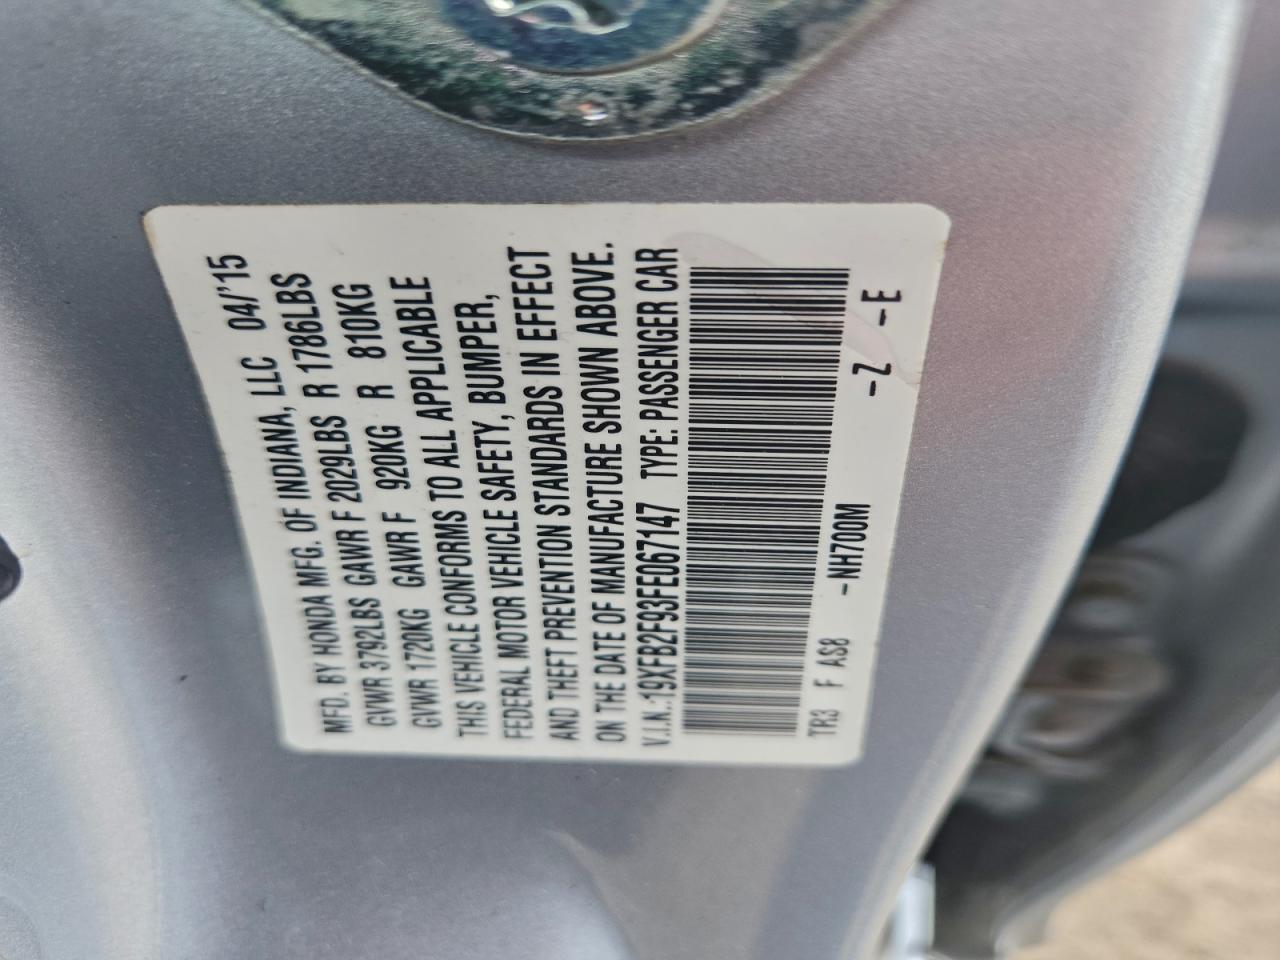 MFD. BY HONDA MFG. OF INDIANA, LLC 04/'15
GVWR 3792LBS GAWR F 2029LBS R 1786LBS
GVWR 1720KG GAWR F 920KG R 810KG
THIS VEHICLE CONFORMS TO ALL APPLICABLE
FEDERAL MOTOR VEHICLE SAFETY, BUMPER,
AND THEFT PREVENTION STANDARDS IN EFFECT
ON THE DATE OF MANUFACTURE SHOWN ABOVE.
V.I.N.:19XFB2F93FE067147 TYPE: PASSENGER CAR
TR3 F AS8 -NH700M -Z -E